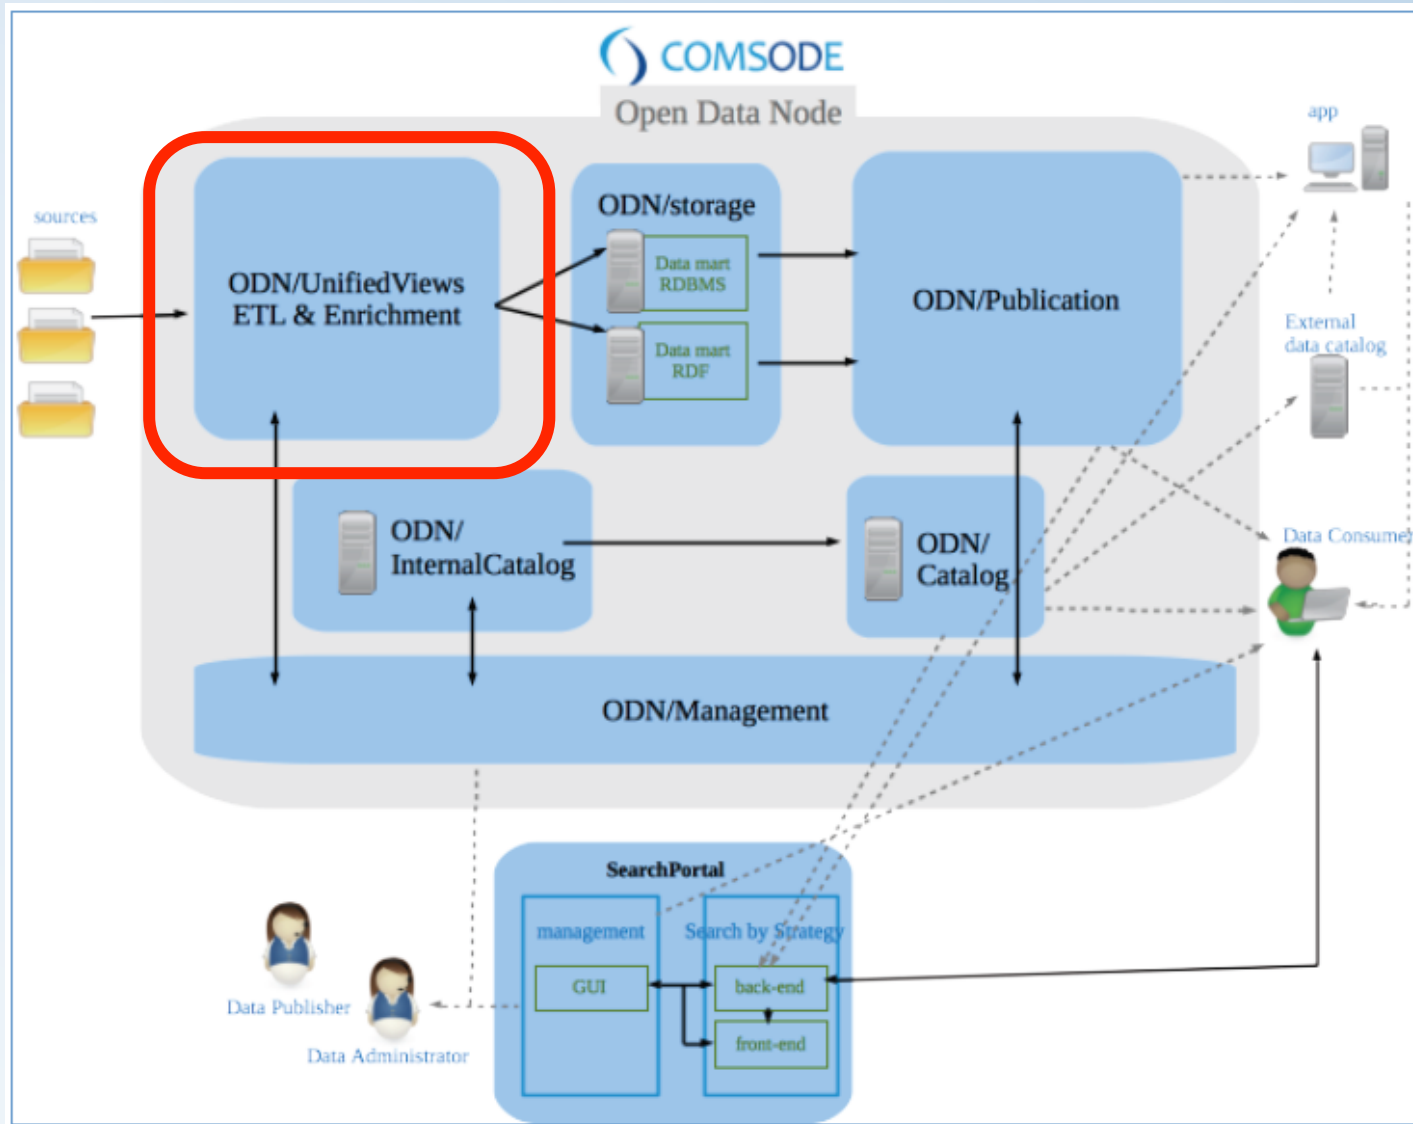 COMSODE
Open Data Node
app
sources
ODN/UnifiedViews
ETL & Enrichment
ODN/storage
Data mart
RDBMS
Data mart
RDF
ODN/Publication
External
data catalog
ODN/
InternalCatalog
ODN/
Catalog
Data Consumer
ODN/Management
SearchPortal
management
Search by Strategy
GUI
back-end
front-end
Data Publisher
Data Administrator